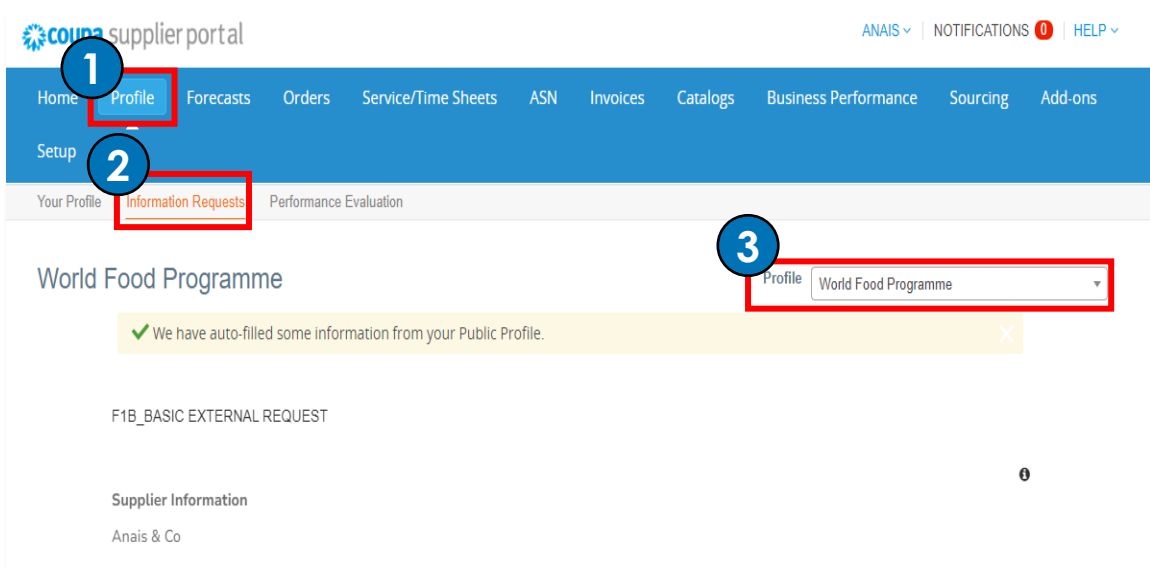 coupa supplier portal
ANAIS NOTIFICATIONS 0 HELP
1
Home Profile Forecasts Orders Service/Time Sheets ASN Invoices Catalogs Business Performance Sourcing Add-ons
Setup
2
Your Profile Information Requests Performance Evaluation
3
World Food Programme
Profile World Food Programme
We have auto-filled some information from your Public Profile.
F1B_BASIC EXTERNAL REQUEST
Supplier Information
Anais & Co